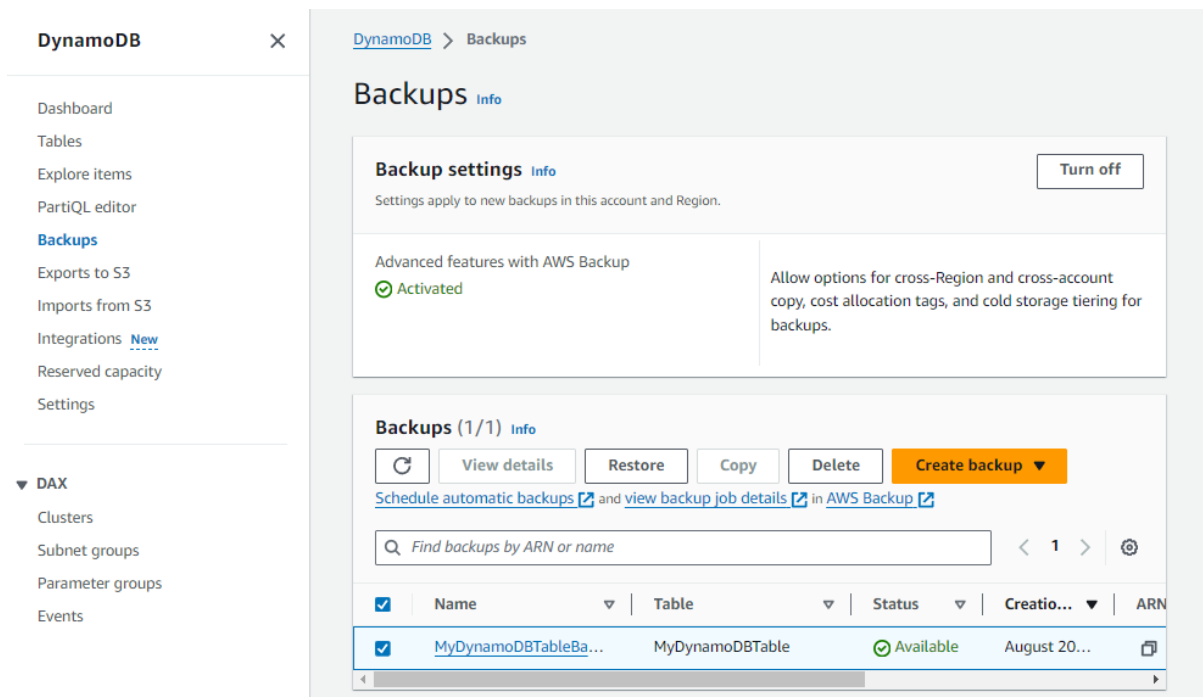 DynamoDB
Dashboard
Tables
Explore items
PartiQL editor
Backups
Exports to S3
Imports from S3
Integrations New
Reserved capacity
Settings
DAX
Clusters
Subnet groups
Parameter groups
Events
DynamoDB > Backups
Backups Info
Backup settings Info
Turn off
Settings apply to new backups in this account and Region.
Advanced features with AWS Backup
Activated
Allow options for cross-Region and cross-account
copy, cost allocation tags, and cold storage tiering for
backups.
Backups (1/1) Info
View details Restore Copy Delete Create backup
Schedule automatic backups and view backup job details in AWS Backup
Find backups by ARN or name
1
Name Table Status Creatio... ARN
MyDynamoDBTableBa... MyDynamoDBTable Available August 20...